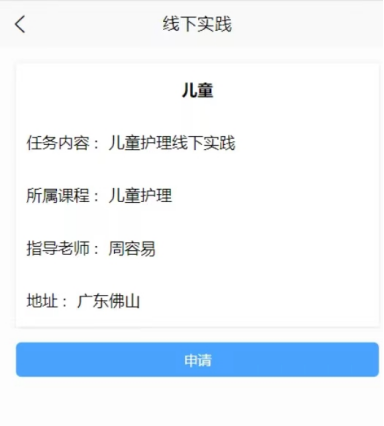 线下实践
儿童
任务内容： 儿童护理线下实践
所属课程： 儿童护理
指导老师： 周容易
地址： 广东佛山
申请